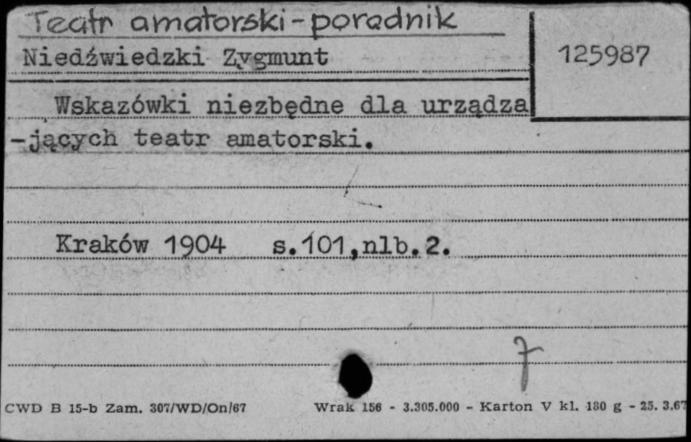 Teatr amatorski-poradnik
Niedźwiedzki Zygmunt
125987
Wskazówki niezbędne dla urządza
-jących teatr amatorski.
Kraków 1904 s.101,nlb.2.
7
CWD B 15-b Zam. 307/WD/On/67 Wrak 156 - 3.305.000 - Karton V kl. 180 g - 25. 3.67